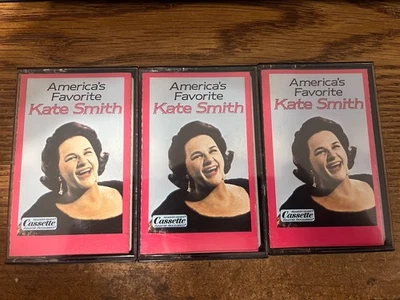 America's
Favorite
Kate Smith
Cassette
America's
Favorite
Kate Smith
Cassette
America's
Favorite
Kate Smith
Cassette